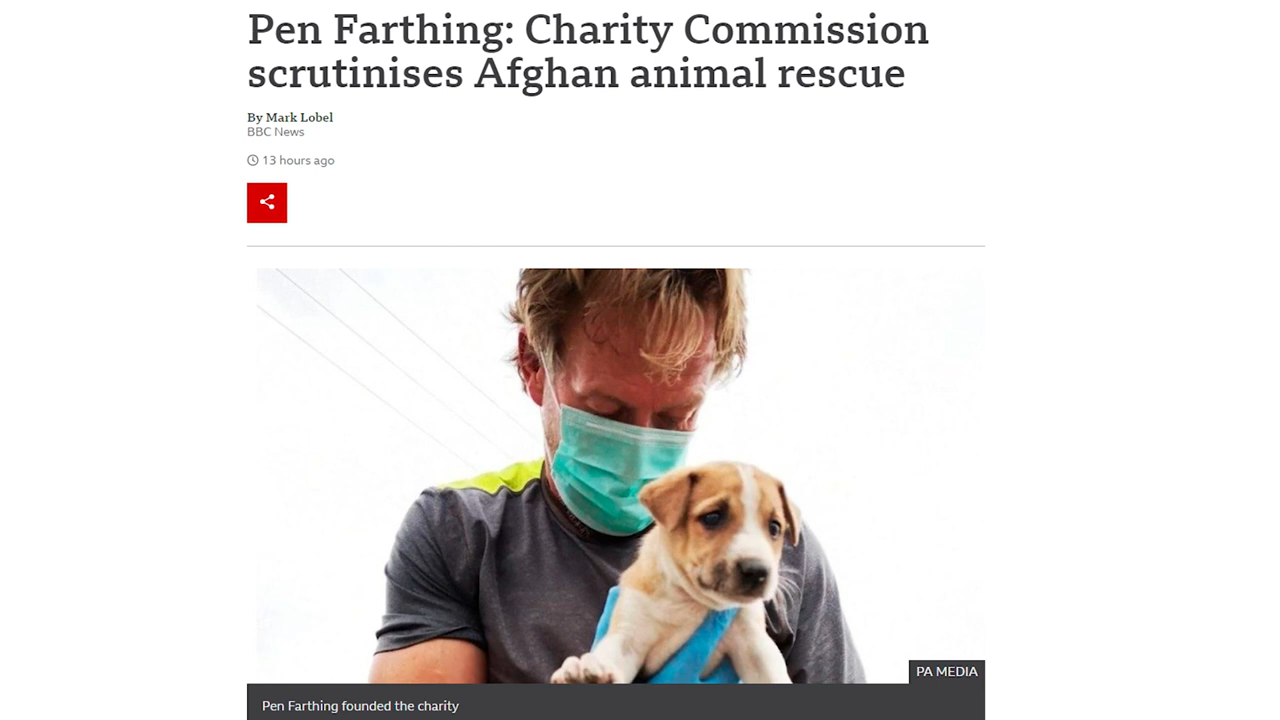 Pen Farthing: Charity Commission
scrutinises Afghan animal rescue
By Mark Lobel
BBC News
13 hours ago
PA MEDIA
Pen Farthing founded the charity